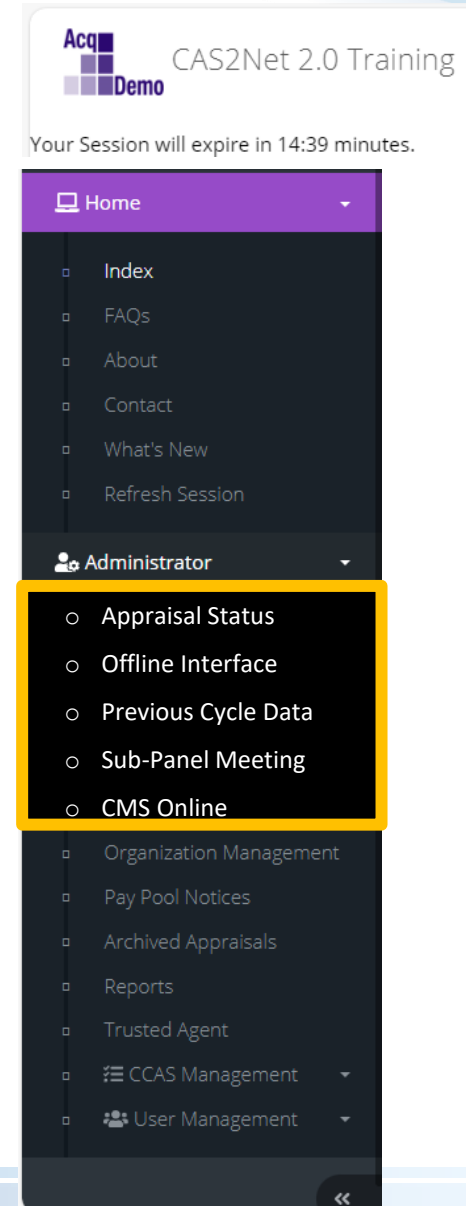 Acq
Demo
CAS2Net 2.0 Training
Your Session will expire in 14:39 minutes.
Home
Index
FAQs
About
Contact
What's New
Refresh Session
Administrator
Appraisal Status
Offline Interface
Previous Cycle Data
Sub-Panel Meeting
CMS Online
Organization Management
Pay Pool Notices
Archived Appraisals
Reports
Trusted Agent
CCAS Management
User Management